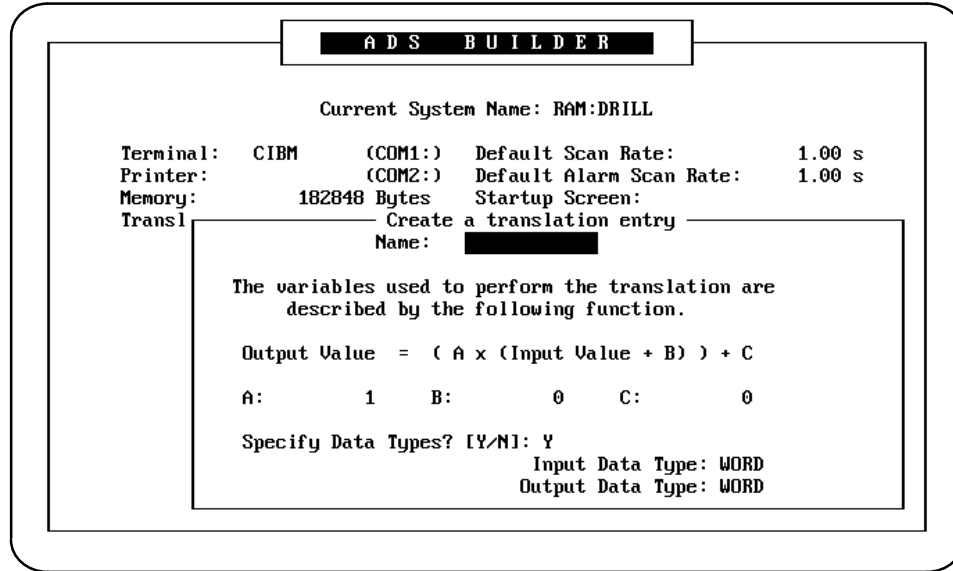 ADS BUILDER
Current System Name: RAM:DRILL
Terminal: CIBM (COM1:) Default Scan Rate: 1.00 s
Printer: (COM2:) Default Alarm Scan Rate: 1.00 s
Memory: 182848 Bytes Startup Screen:
Transl
Create a translation entry
Name:
The variables used to perform the translation are
described by the following function.
Output Value = ( A x (Input Value + B) ) + C
A: 1 B: 0 C: 0
Specify Data Types? [Y/N]: Y
Input Data Type: WORD
Output Data Type: WORD